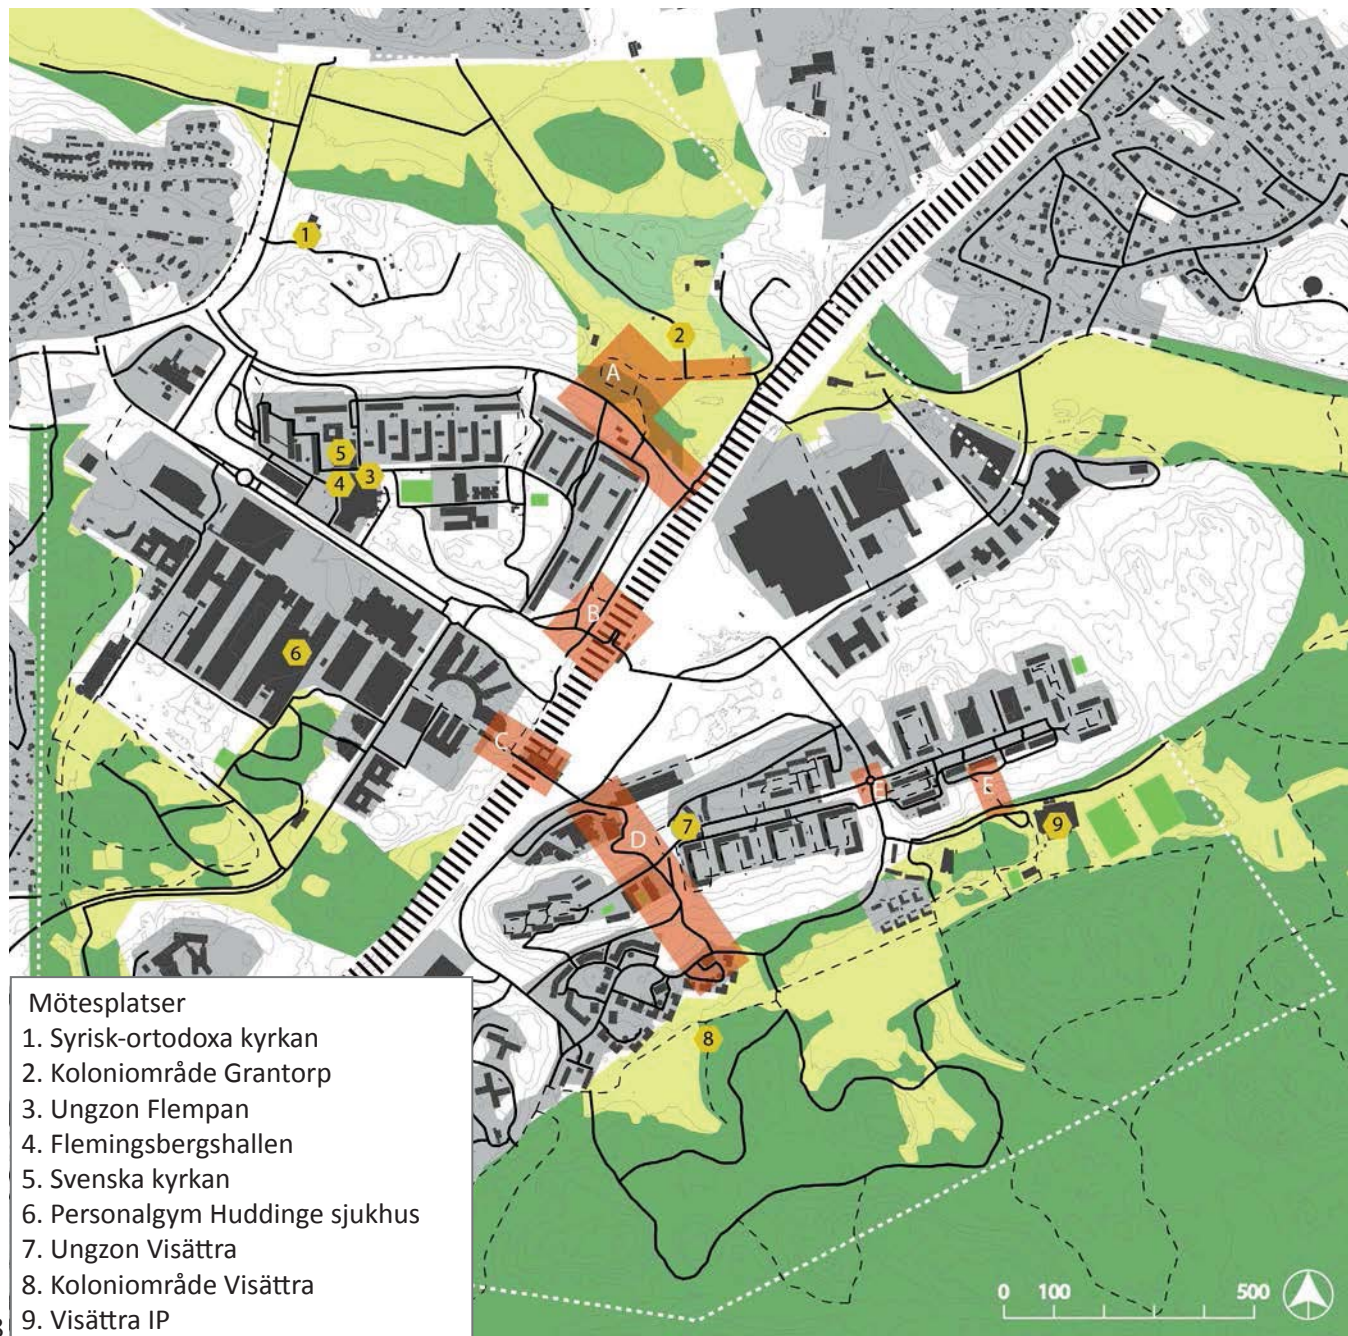 1
2
A
5
3
4
B
6
C
E
E
7
9
D
8
Mötesplatser
1. Syrisk-ortodoxa kyrkan
2. Koloniområde Grantorp
3. Ungzon Flempan
4. Flemingsbergshallen
5. Svenska kyrkan
6. Personalgym Huddinge sjukhus
7. Ungzon Visättra
8. Koloniområde Visättra
9. Visättra IP
0 100 500